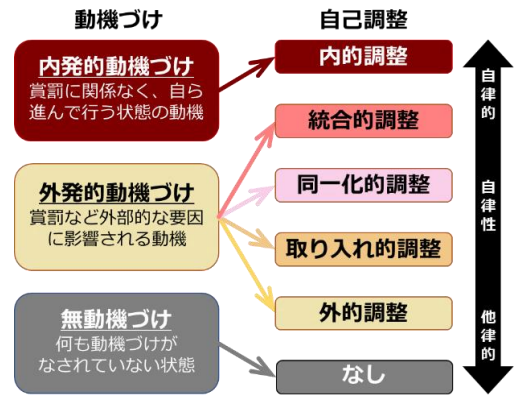 動機づけ
自己調整
内発的動機づけ
賞罰に関係なく、自ら
進んで行う状態の動機
内的調整
統合的調整
外発的動機づけ
賞罰など外部的な要因
に影響される動機
同一化的調整
取り入れ的調整
外的調整
無動機づけ
何も動機づけが
なされていない状態
なし
自律的
自律性
他律的